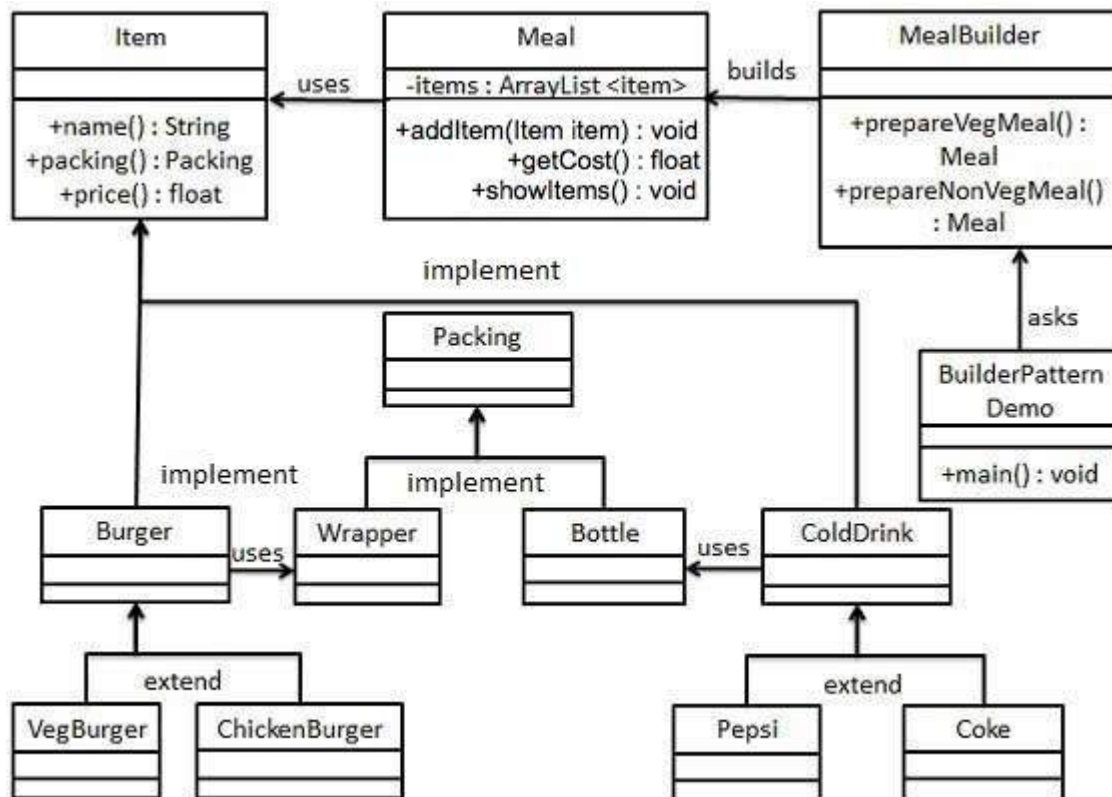 Item
+name() : String
+packing() : Packing
+price() : float
uses
Meal
-items : ArrayList <item>
+addItem(Item item) : void
+getCost() : float
+showItems() : void
builds
MealBuilder
+prepareVegMeal() :
Meal
+prepareNonVegMeal()
: Meal
implement
asks
Packing
BuilderPattern
Demo
+main() : void
implement
implement
Burger
uses
Wrapper
Bottle
uses
ColdDrink
extend
extend
VegBurger
ChickenBurger
Pepsi
Coke